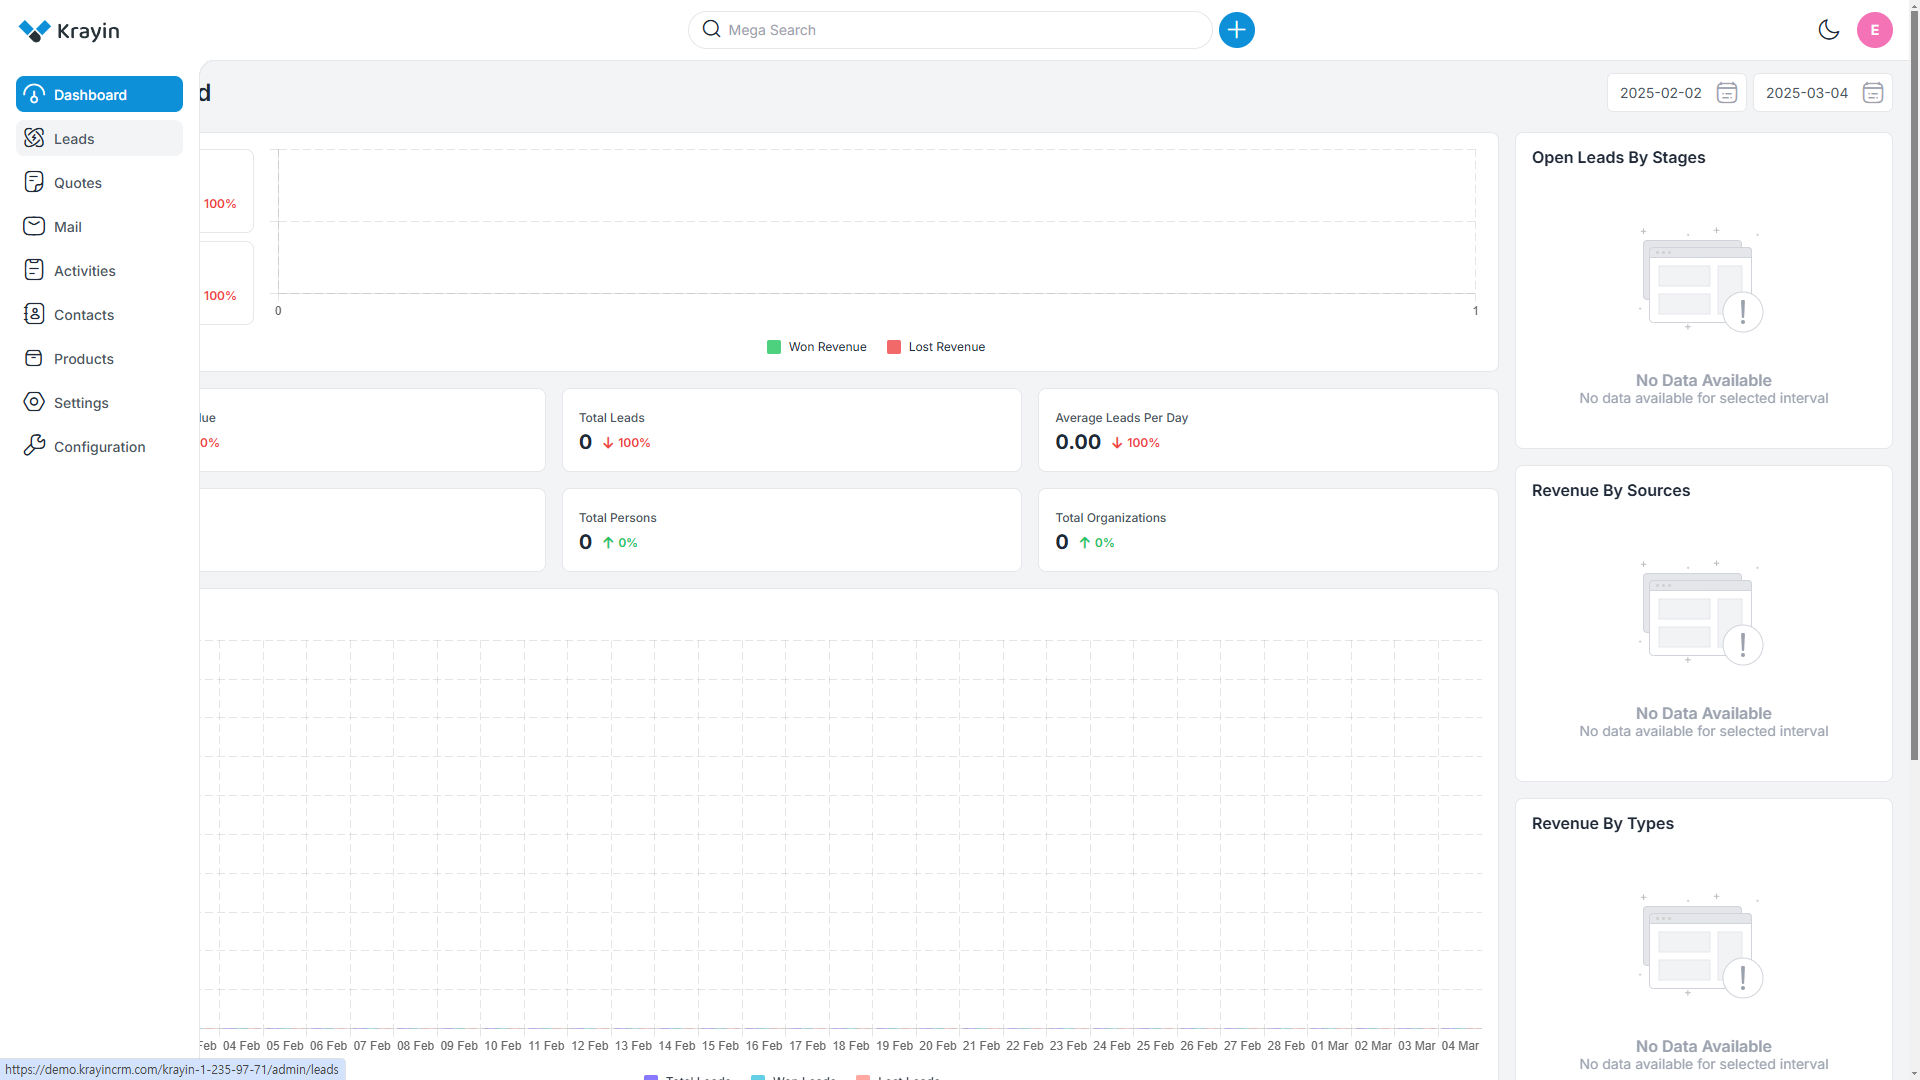 Krayin
Mega Search
E
Dashboard
d
2025-02-02
2025-03-04
Leads
Quotes
Mail
Activities
Contacts
Products
Settings
Configuration
100%
100%
0
1
Won Revenue
Lost Revenue
lue
0%
Total Leads
0
100%
Average Leads Per Day
0.00
100%
Total Persons
0
0%
Total Organizations
0
0%
Feb 04 Feb 05 Feb 06 Feb 07 Feb 08 Feb 09 Feb 10 Feb 11 Feb 12 Feb 13 Feb 14 Feb 15 Feb 16 Feb 17 Feb 18 Feb 19 Feb 20 Feb 21 Feb 22 Feb 23 Feb 24 Feb 25 Feb 26 Feb 27 Feb 28 Feb 01 Mar 02 Mar 03 Mar 04 Mar
Total Leads
Won Leads
Lost Leads
Open Leads By Stages
No Data Available
No data available for selected interval
Revenue By Sources
No Data Available
No data available for selected interval
Revenue By Types
No Data Available
No data available for selected interval
https://demo.krayincrm.com/krayin-1-235-97-71/admin/leads